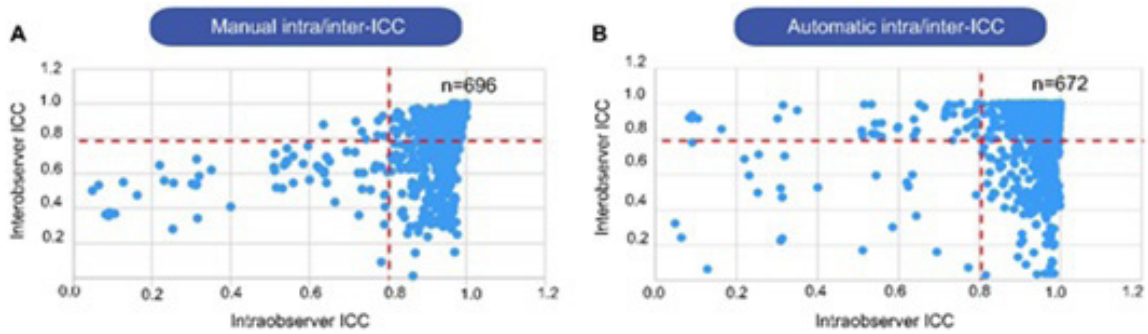 A
Manual intra/inter-ICC
n=696
Interobserver ICC
1.2
1.0
0.8
0.6
0.4
0.2
0.0 0.2 0.4 0.6 0.8 1.0 1.2
Intraobserver ICC
B
Automatic intra/inter-ICC
n=672
Interobserver ICC
1.2
1.0
0.8
0.6
0.4
0.2
0.0 0.2 0.4 0.6 0.8 1.0 1.2
Intraobserver ICC